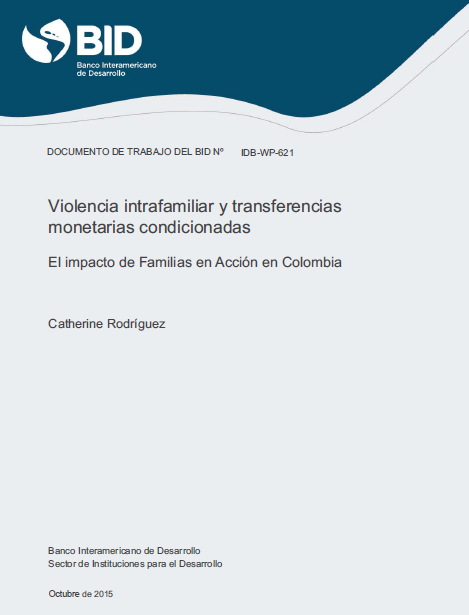 BID
Banco Interamericano
de Desarrollo
DOCUMENTO DE TRABAJO DEL BID Nº IDB-WP-621
Violencia intrafamiliar y transferencias
monetarias condicionadas
El impacto de Familias en Acción en Colombia
Catherine Rodríguez
Banco Interamericano de Desarrollo
Sector de Instituciones para el Desarrollo
Octubre de 2015